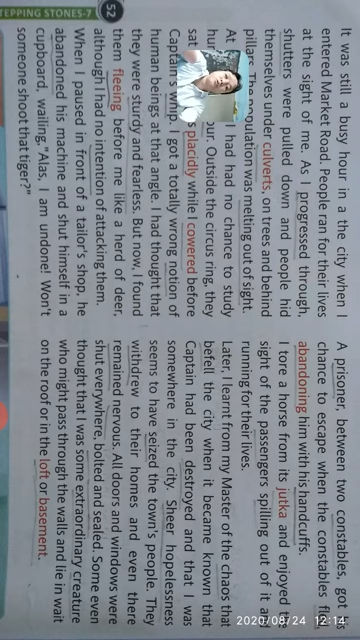 TEPPING STONES-7
52
It was still a busy hour in a the city when I
entered Market Road. People ran for their lives
at the sight of me. As I progressed through,
shutters were pulled down and people hid
themselves under culverts, on trees and behind
pillars. The population was melting out of sight.
At I had had no chance to study
hu our. Outside the circus ring, they
sat s placidly while I cowered before
Captain's whip. I got a totally wrong notion of
human beings at that angle. I had thought that
they were sturdy and fearless. But now, I found
them fleeing before me like a herd of deer,
although I had no intention of attacking them.
When I paused in front of a tailor's shop, he
abandoned his machine and shut himself in a
cupboard, wailing, "Alas, I am undone! Won't
someone shoot that tiger?"
A prisoner, between two constables, got his
chance to escape when the constables fl
abandoning him with his handcuffs.
I tore a horse from its jutka and enjoyed the
sight of the passengers spilling out of it a
running for their lives.
Later, I learnt from my Master of the chaos that
befell the city when it became known that
Captain had been destroyed and that I was
somewhere in the city. Sheer hopelessness
seems to have seized the town's people. They
withdrew to their homes and even there
remained nervous. All doors and windows were
shut everywhere, bolted and sealed. Some even
thought that I was some extraordinary creature
who might pass through the walls and lie in wait
on the roof or in the loft or basement.
2020/08/24 12:14